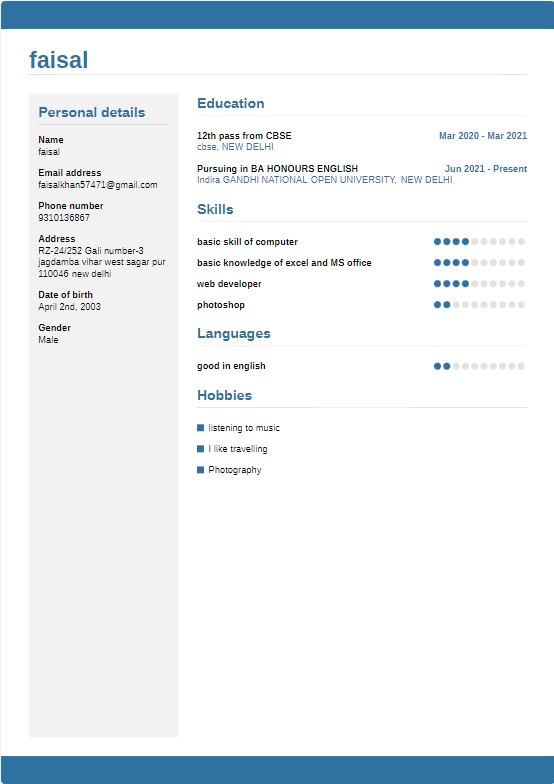 faisal
Personal details
Name
faisal
Email address
faisalkhan57471@gmail.com
Phone number
9310136867
Address
RZ-24/252 Gali number-3
jagdamba vihar west sagar pur
110046 new delhi
Date of birth
April 2nd, 2003
Gender
Male
Education
12th pass from CBSE Mar 2020 - Mar 2021
cbse, NEW DELHI
Pursuing in BA HONOURS ENGLISH Jun 2021 - Present
Indira GANDHI NATIONAL OPEN UNIVERSITY, NEW DELHI
Skills
basic skill of computer
basic knowledge of excel and MS office
web developer
photoshop
Languages
good in english
Hobbies
listening to music
I like travelling
Photography